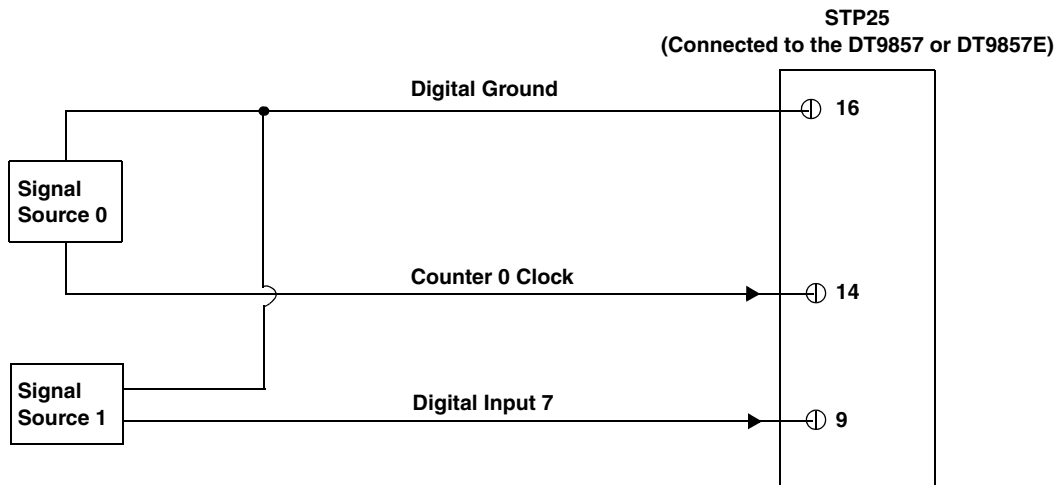 STP25
(Connected to the DT9857 or DT9857E)
Digital Ground
16
Signal
Source 0
Counter 0 Clock
14
Signal
Source 1
Digital Input 7
9